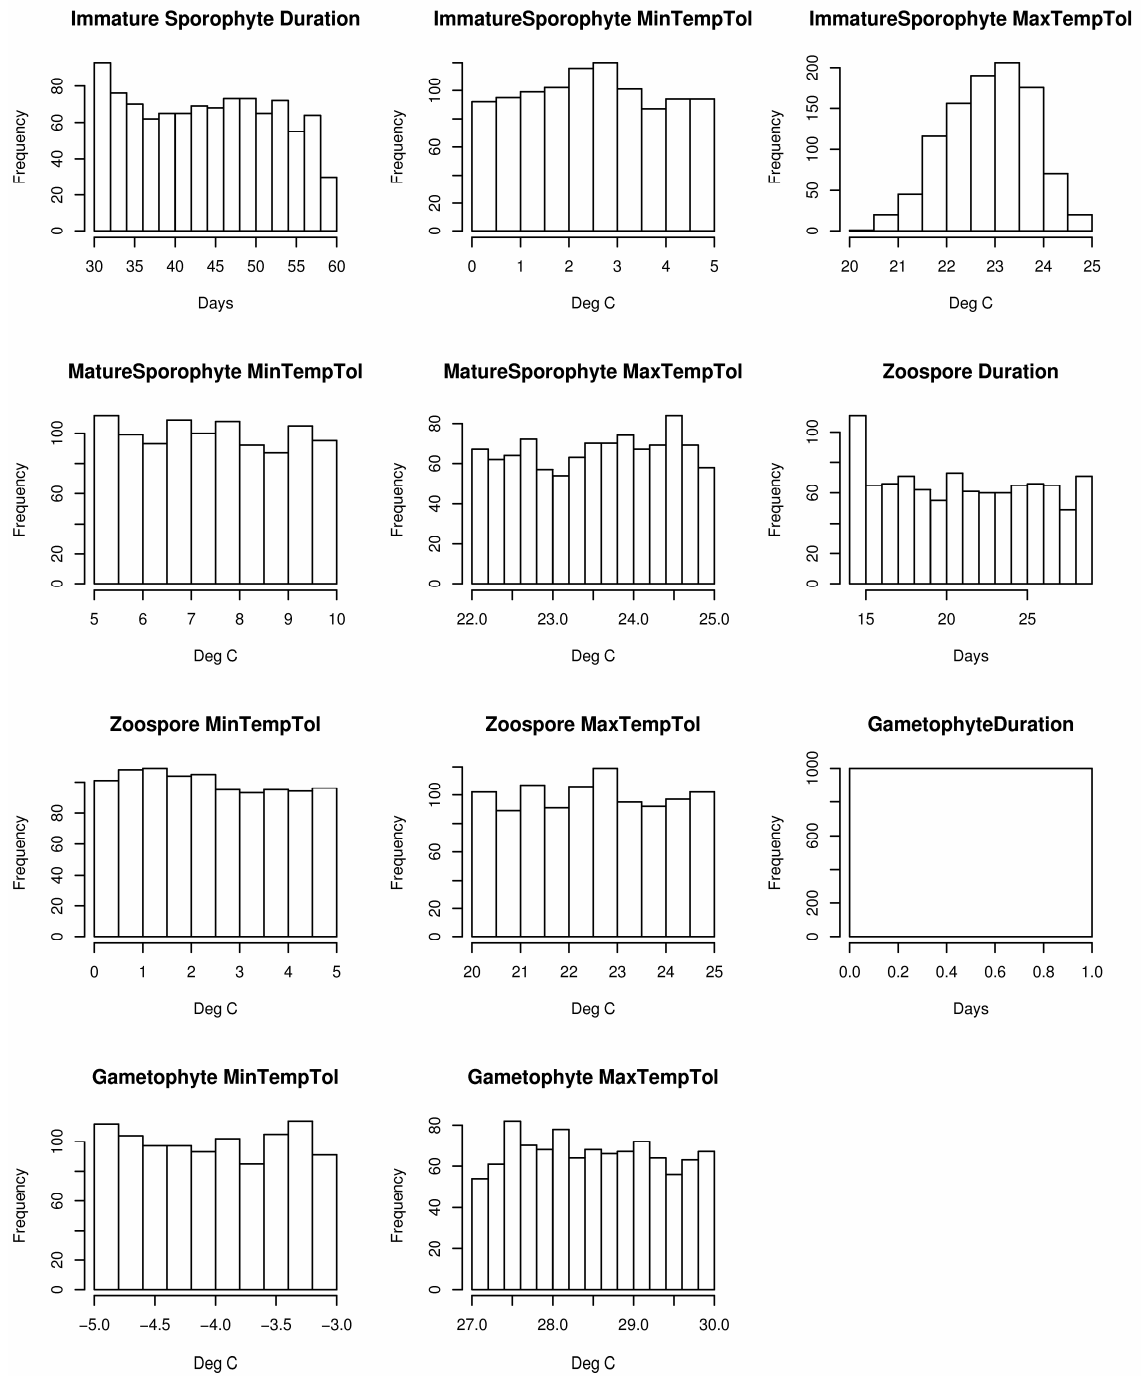 Immature Sporophyte Duration
Frequency
0 20 40 60 80
30 35 40 45 50 55 60
Days
ImmatureSporophyte MinTempTol
Frequency
0 20 60 100
0 1 2 3 4 5
Deg C
ImmatureSporophyte MaxTempTol
Frequency
0 50 100 150 200
20 21 22 23 24 25
Deg C
MatureSporophyte MinTempTol
Frequency
0 20 60 100
5 6 7 8 9 10
Deg C
MatureSporophyte MaxTempTol
Frequency
0 20 40 60 80
22.0 23.0 24.0 25.0
Deg C
Zoospore Duration
Frequency
0 20 60 100
15 20 25
Days
Zoospore MinTempTol
Frequency
0 20 40 60 80
0 1 2 3 4 5
Deg C
Zoospore MaxTempTol
Frequency
0 20 60 100
20 21 22 23 24 25
Deg C
GametophyteDuration
Frequency
0 200 600 1000
0.0 0.2 0.4 0.6 0.8 1.0
Days
Gametophyte MinTempTol
Frequency
0 20 60 100
−5.0 −4.5 −4.0 −3.5 −3.0
Deg C
Gametophyte MaxTempTol
Frequency
0 20 40 60 80
27.0 28.0 29.0 30.0
Deg C